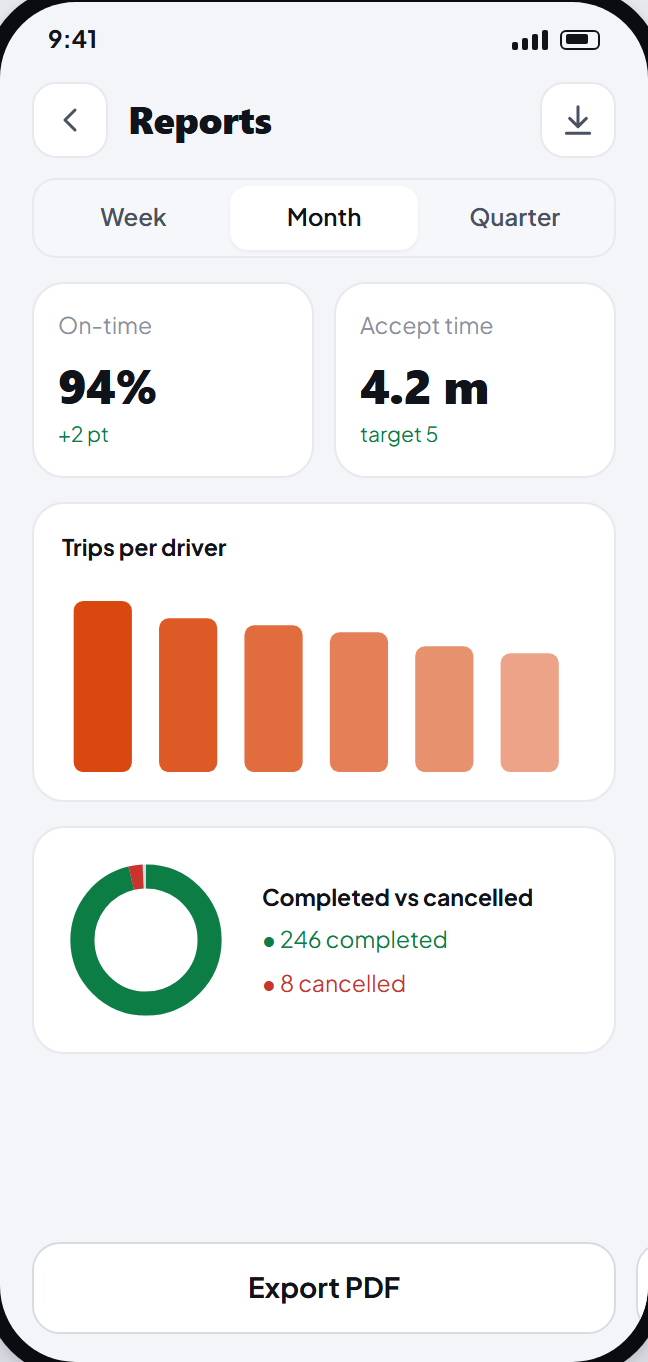 9:41
Reports
Week
Month
Quarter
On-time
94%
+2 pt
Accept time
4.2 m
target 5
Trips per driver
Completed vs cancelled
● 246 completed
● 8 cancelled
Export PDF